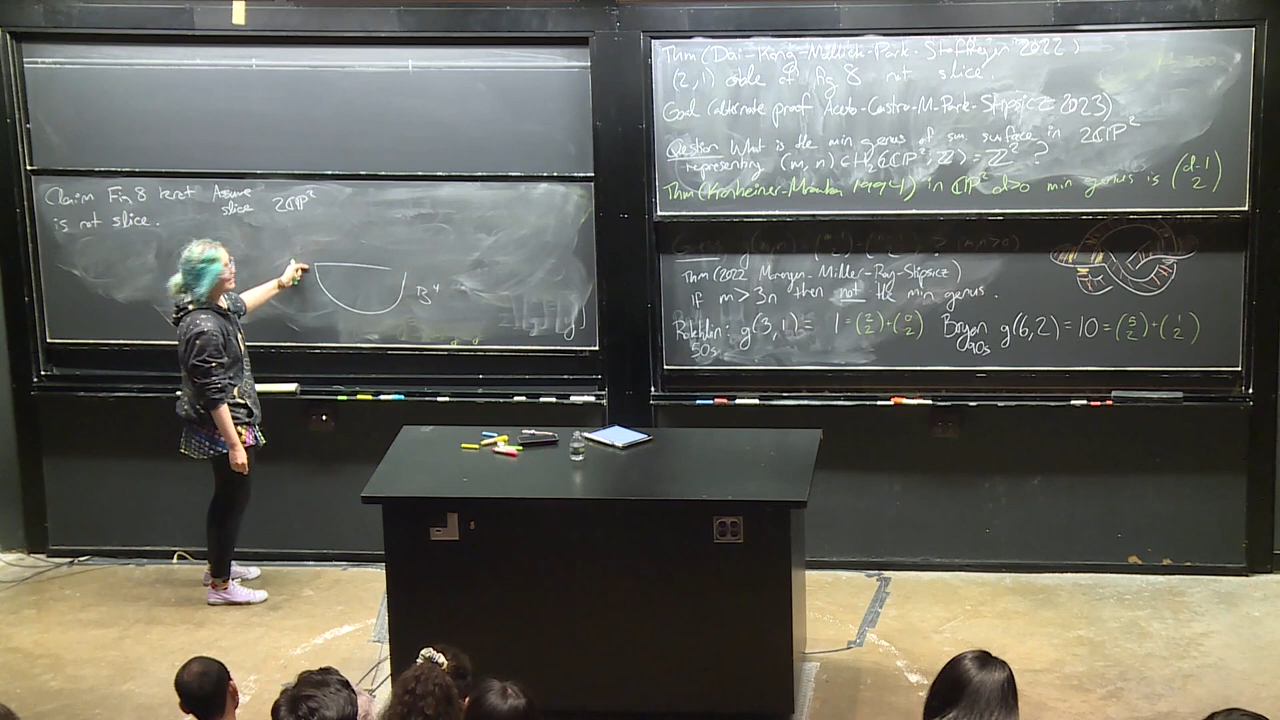 Claim Fig 8 knot
is not slice.
Assume
slice 2ℂℙ²
B⁴
Thm (Dai-Kang-Mallick-Park-Stoffregen 2022)
(2,1) cable of fig 8 not slice.
Goal (alternate proof Aceto-Castro-M.-Park-Stipsicz 2023)
Question What is the min genus of sm. surface in 2ℂℙ²
representing (m,n) ∈ H₂(2ℂℙ²; ℤ) = ℤ² ?
Thm (Kronheimer-Mrowka 1994) in ℂℙ² d>0 min genus is (d-1 2)
Thm (2022 Marengon-Miller-Ray-Stipsicz)
If m > 3n then not the min genus.
Rokhlin: g(3,1) = 1 = (2 2) + (0 2)
50s
Bryan g(6,2) = 10 = (5 2) + (1 2)
90s